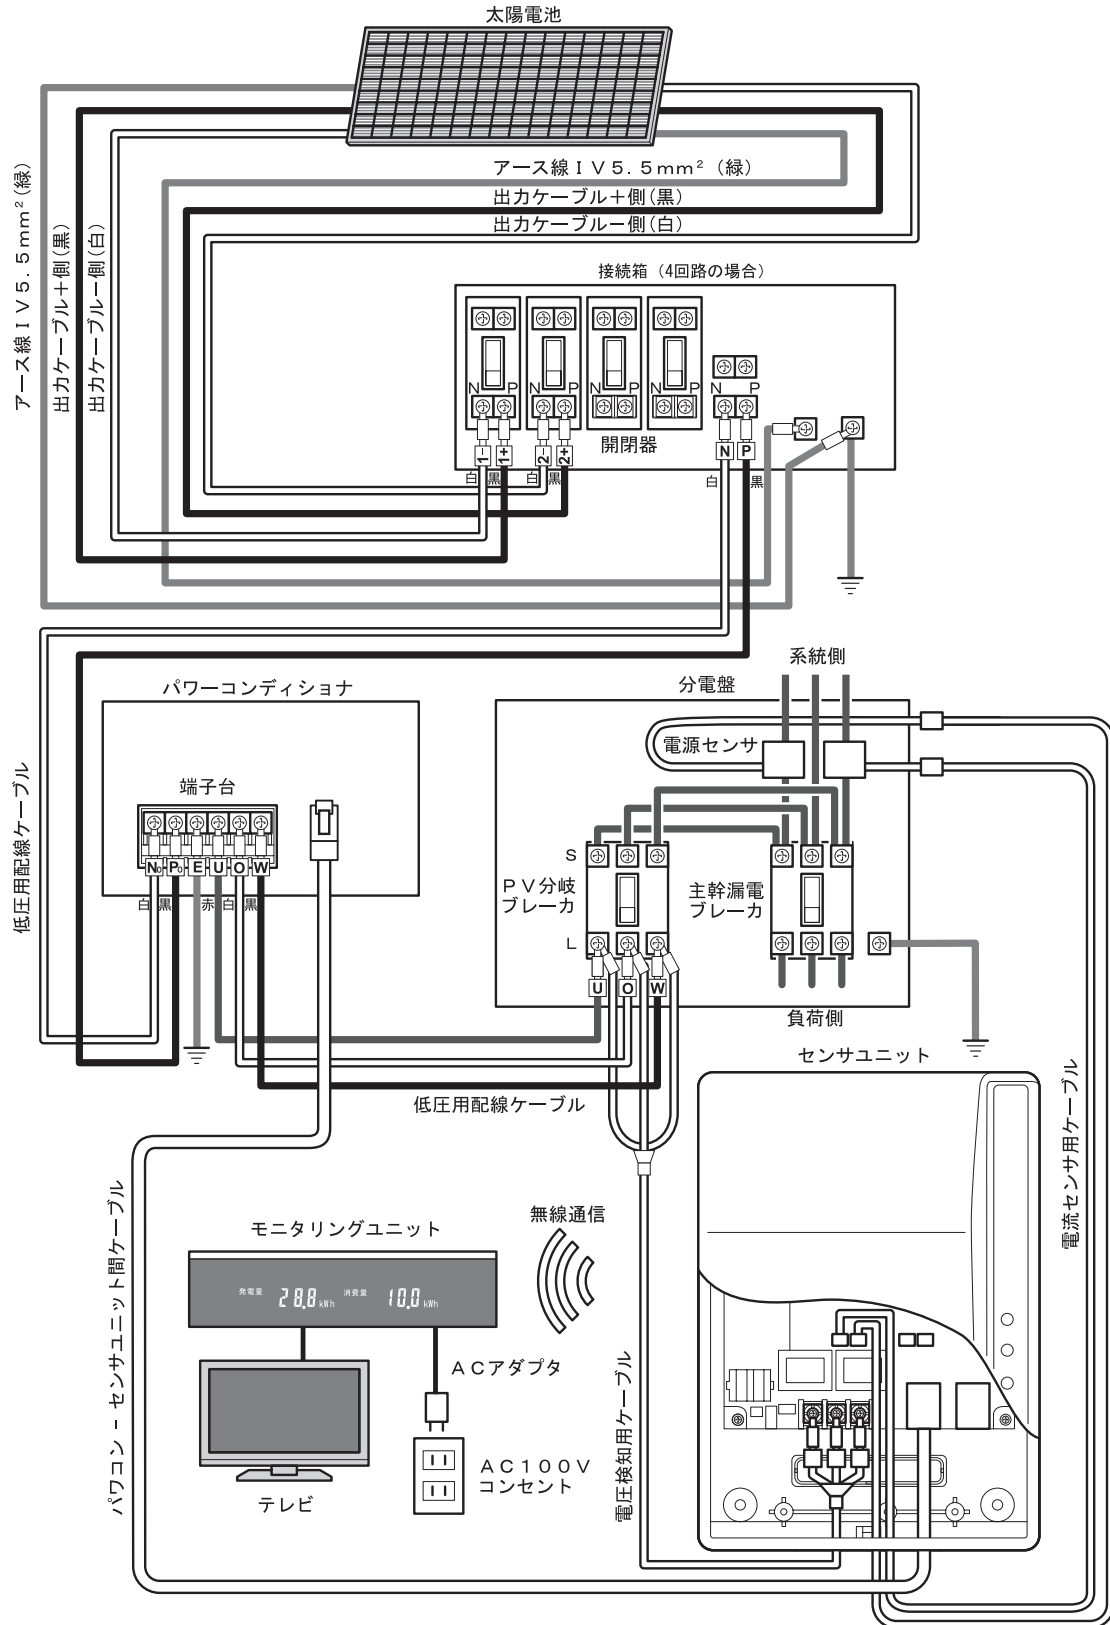 太陽電池
アース線ⅠV5.5mm²(緑)
出力ケーブル+側(黒)
出力ケーブルー側(白)
アース線ⅠV5.5mm²(緑)
出力ケーブル+側(黒)
出力ケーブルー側(白)
接続箱(4回路の場合)
N P
N P
N P
N P
N P
開閉器
1- 1+ 2- 2+ N P
白 黒 白 黒 白 黒
系統側
パワーコンディショナ
分電盤
電源センサ
端子台
低圧用配線ケーブル
S
PV分岐
ブレーカ
L
主幹漏電
ブレーカ
N₀ P₀ E U O W
白 黒 赤 白 黒
U O W
負荷側
センサユニット
低圧用配線ケーブル
電流センサ用ケーブル
パワコン-センサユニット間ケーブル
モニタリングユニット
無線通信
発電量 28.8 kWh 消費量 10.0 kWh
ACアダプタ
AC100V
コンセント
テレビ
電圧検知用ケーブル